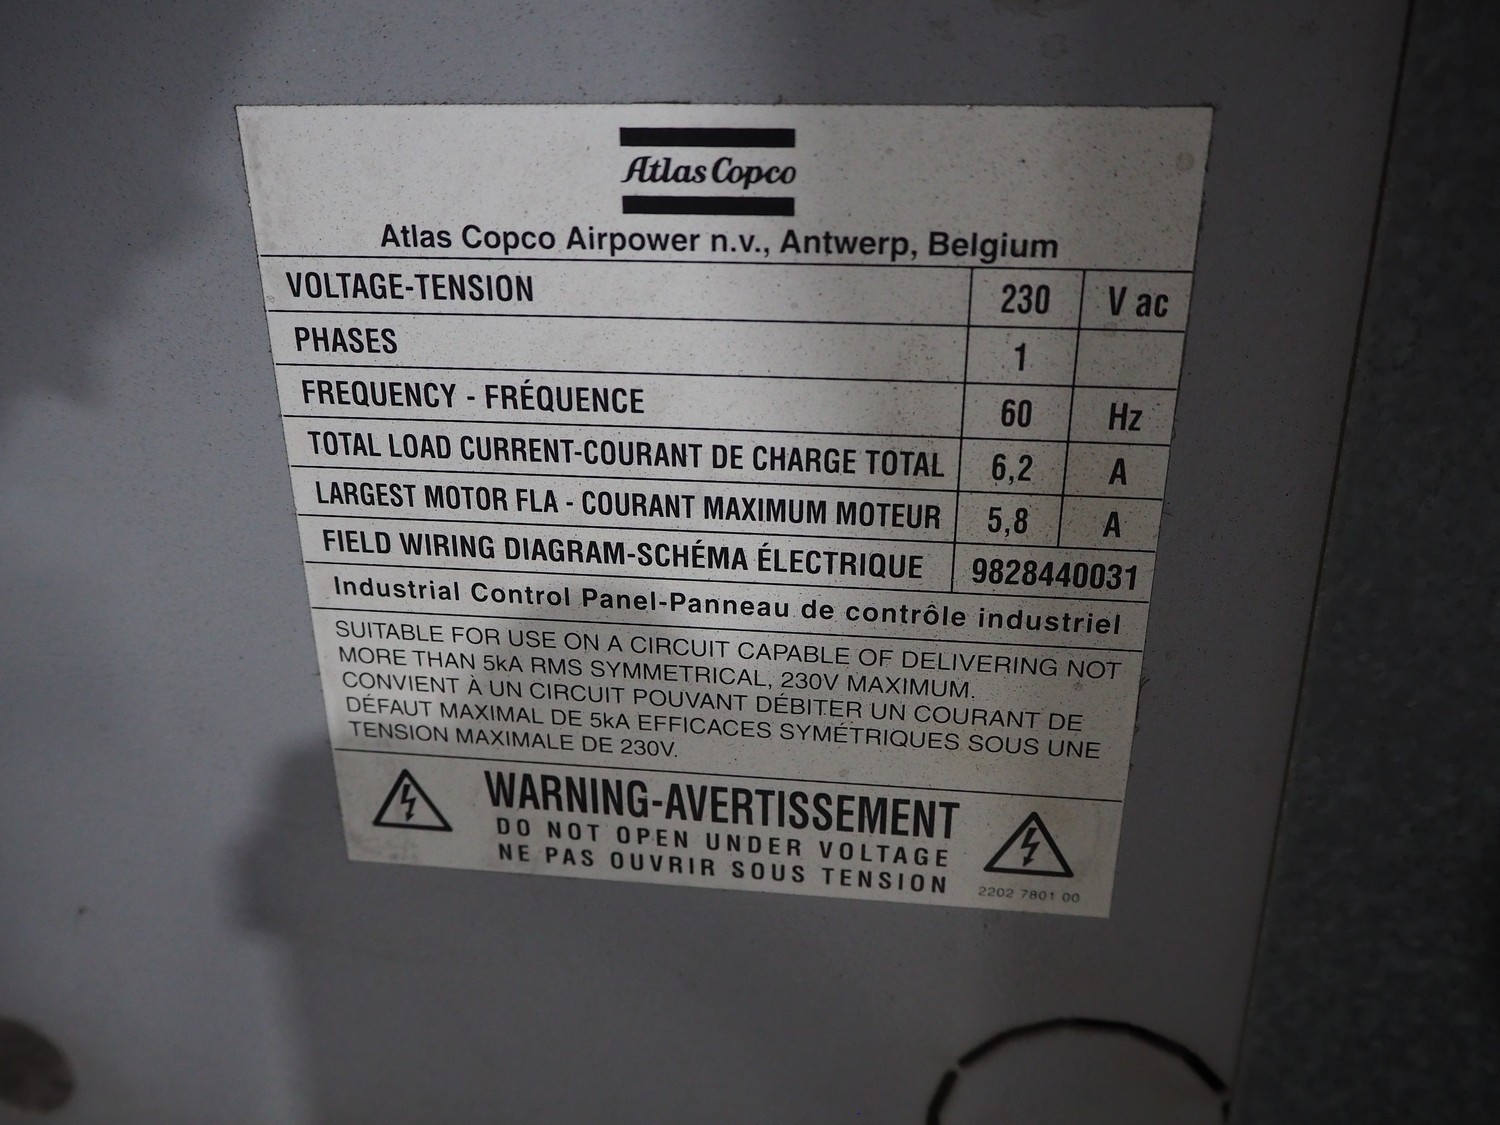 Atlas Copco
Atlas Copco Airpower n.v., Antwerp, Belgium
VOLTAGE-TENSION 230 V ac
PHASES 1
FREQUENCY - FRÉQUENCE 60 Hz
TOTAL LOAD CURRENT-COURANT DE CHARGE TOTAL 6,2 A
LARGEST MOTOR FLA - COURANT MAXIMUM MOTEUR 5,8 A
FIELD WIRING DIAGRAM-SCHÉMA ÉLECTRIQUE 9828440031
Industrial Control Panel-Panneau de contrôle industriel
SUITABLE FOR USE ON A CIRCUIT CAPABLE OF DELIVERING NOT
MORE THAN 5kA RMS SYMMETRICAL, 230V MAXIMUM.
CONVIENT À UN CIRCUIT POUVANT DÉBITER UN COURANT DE
DÉFAUT MAXIMAL DE 5kA EFFICACES SYMÉTRIQUES SOUS UNE
TENSION MAXIMALE DE 230V.
WARNING-AVERTISSEMENT
DO NOT OPEN UNDER VOLTAGE
NE PAS OUVRIR SOUS TENSION
2202 7801 00